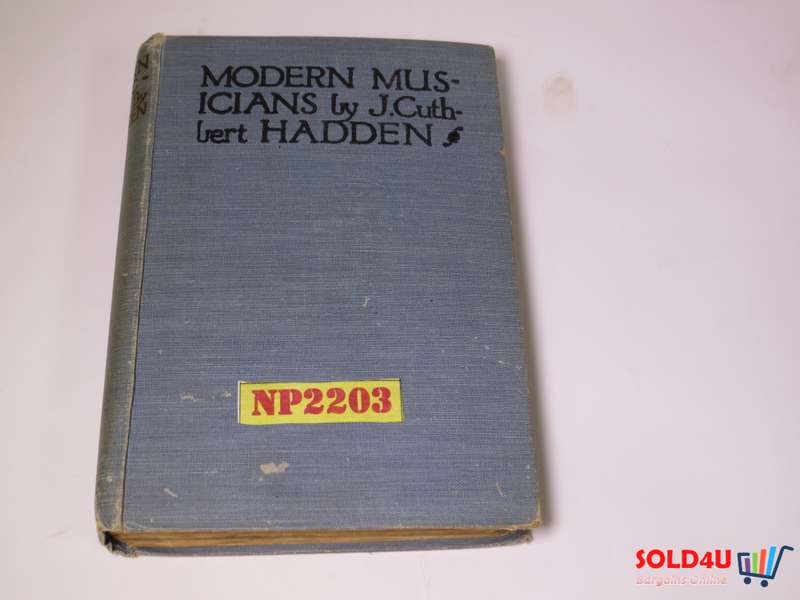 MODERN MUS-
ICIANS by J.Cuth-
bert HADDEN
NP2203
SOLD4U
Bargains Online